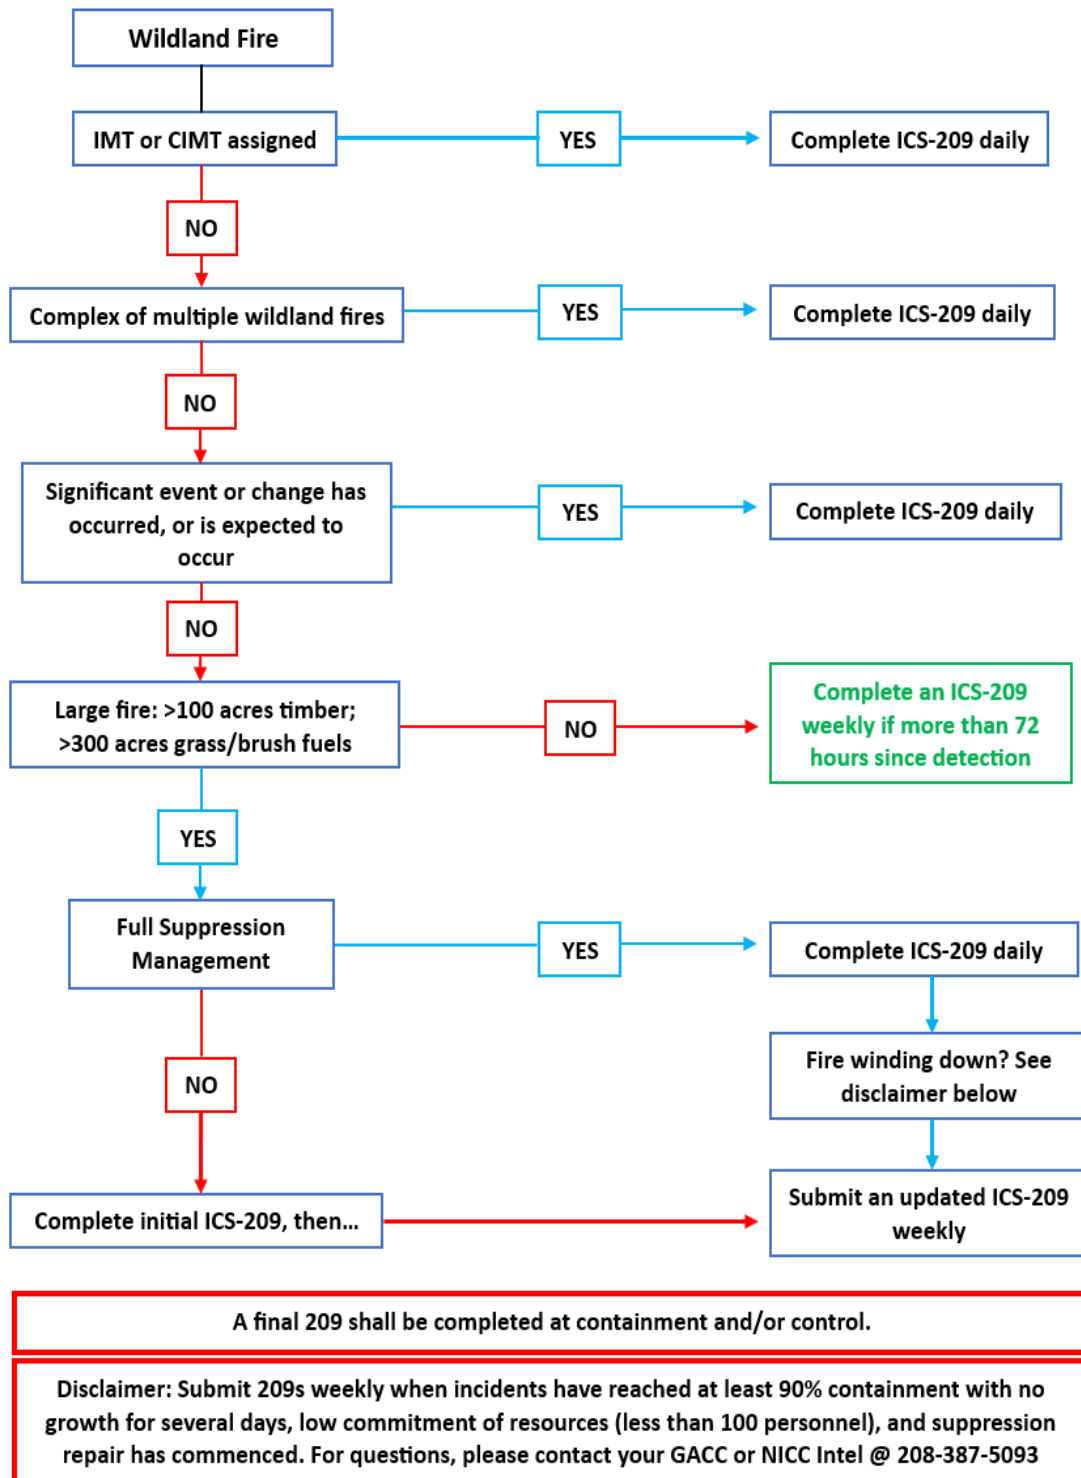 Wildland Fire
IMT or CIMT assigned
YES
Complete ICS-209 daily
NO
Complex of multiple wildland fires
YES
Complete ICS-209 daily
NO
Significant event or change has
occurred, or is expected to
occur
YES
Complete ICS-209 daily
NO
Large fire: >100 acres timber;
>300 acres grass/brush fuels
NO
Complete an ICS-209
weekly if more than 72
hours since detection
YES
Full Suppression
Management
YES
Complete ICS-209 daily
Fire winding down? See
disclaimer below
NO
Complete initial ICS-209, then...
Submit an updated ICS-209
weekly
A final 209 shall be completed at containment and/or control.
Disclaimer: Submit 209s weekly when incidents have reached at least 90% containment with no
growth for several days, low commitment of resources (less than 100 personnel), and suppression
repair has commenced. For questions, please contact your GACC or NICC Intel @ 208-387-5093